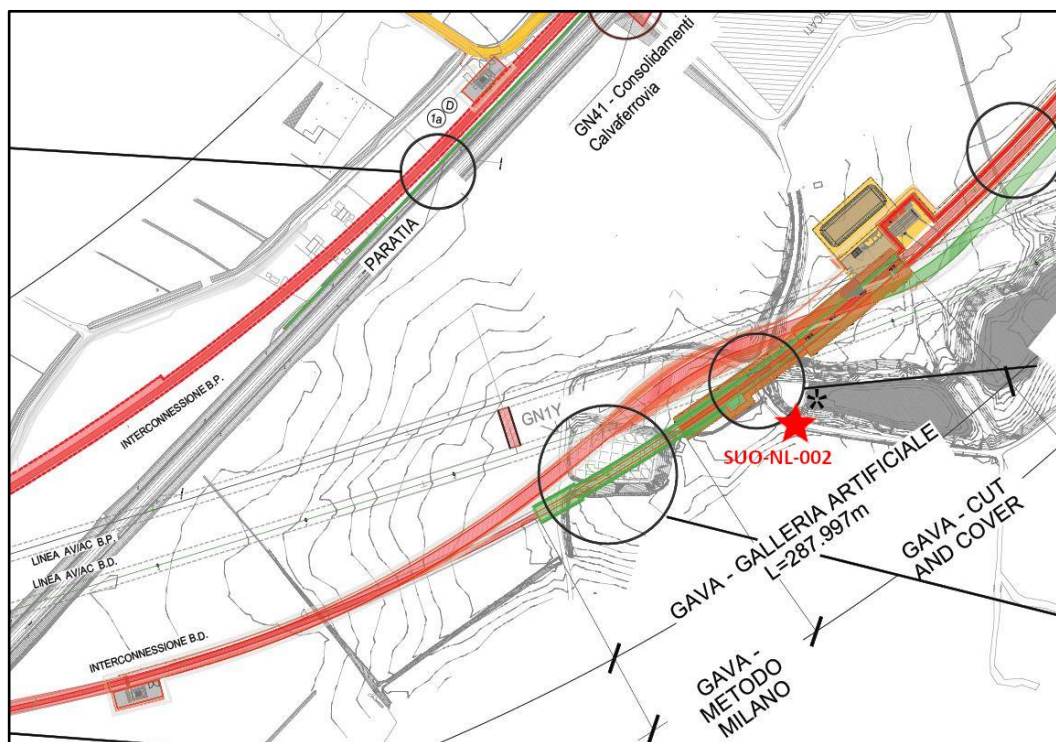 GN41 - Consolidamenti
Calvaferrovia
D
1a
PARATIA
INTERCONNESSIONE B.P.
GN1Y
*
SUO-NL-002
LINEA AV/AC B.P.
LINEA AV/AC B.D.
GAVA - GALLERIA ARTIFICIALE
L=287.997m
GAVA - CUT
AND COVER
INTERCONNESSIONE B.D.
GAVA -
METODO
MILANO